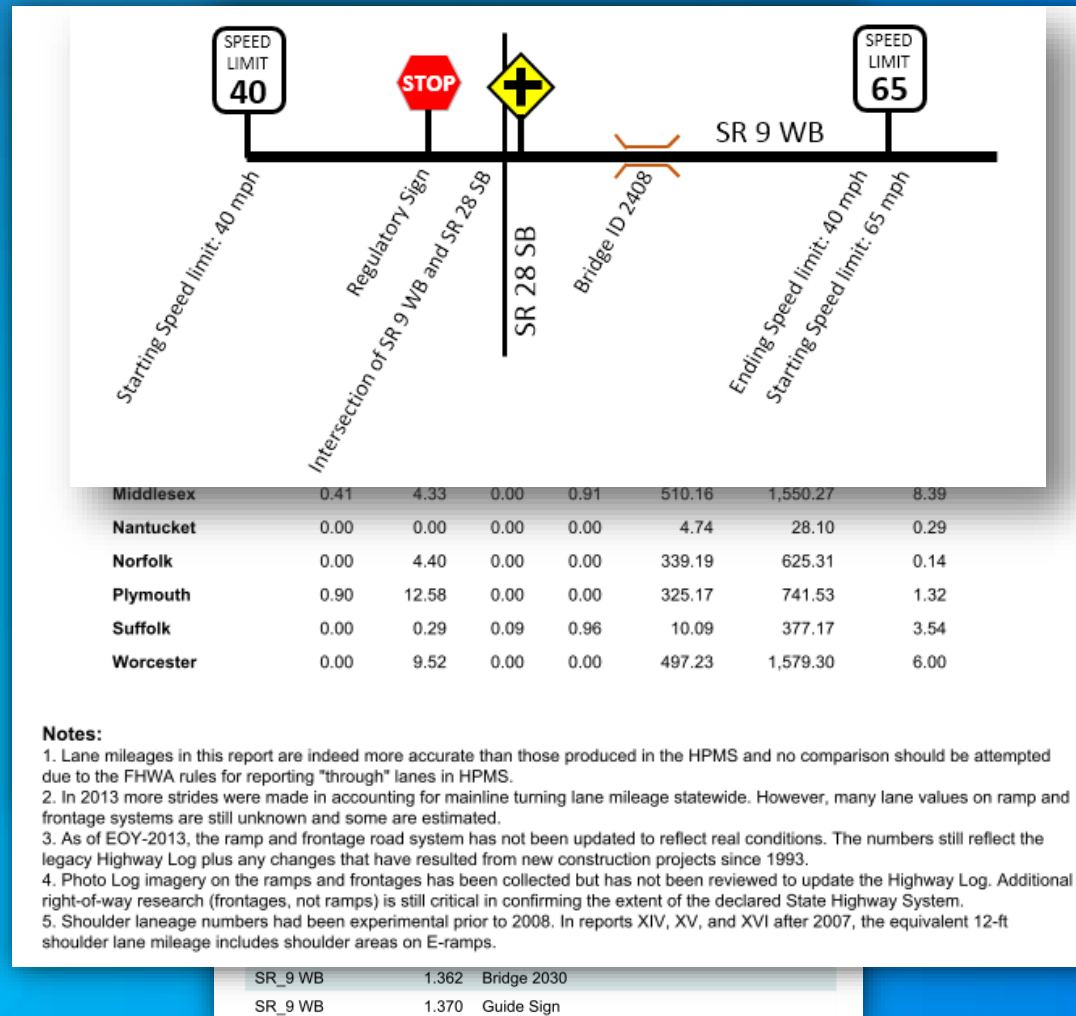 SPEED
LIMIT
40
STOP
SPEED
LIMIT
65
SR 9 WB
Starting Speed limit: 40 mph
Regulatory Sign
Intersection of SR 9 WB and SR 28 SB
SR 28 SB
Bridge ID 2408
Ending Speed limit: 40 mph
Starting Speed limit: 65 mph
Middlesex 0.41 4.33 0.00 0.91 510.16 1,550.27 8.39
Nantucket 0.00 0.00 0.00 0.00 4.74 28.10 0.29
Norfolk 0.00 4.40 0.00 0.00 339.19 625.31 0.14
Plymouth 0.90 12.58 0.00 0.00 325.17 741.53 1.32
Suffolk 0.00 0.29 0.09 0.96 10.09 377.17 3.54
Worcester 0.00 9.52 0.00 0.00 497.23 1,579.30 6.00
Notes:
1. Lane mileages in this report are indeed more accurate than those produced in the HPMS and no comparison should be attempted
due to the FHWA rules for reporting "through" lanes in HPMS.
2. In 2013 more strides were made in accounting for mainline turning lane mileage statewide. However, many lane values on ramp and
frontage systems are still unknown and some are estimated.
3. As of EOY-2013, the ramp and frontage road system has not been updated to reflect real conditions. The numbers still reflect the
legacy Highway Log plus any changes that have resulted from new construction projects since 1993.
4. Photo Log imagery on the ramps and frontages has been collected but has not been reviewed to update the Highway Log. Additional
right-of-way research (frontages, not ramps) is still critical in confirming the extent of the declared State Highway System.
5. Shoulder laneage numbers had been experimental prior to 2008. In reports XIV, XV, and XVI after 2007, the equivalent 12-ft
shoulder lane mileage includes shoulder areas on E-ramps.
SR_9 WB 1.362 Bridge 2030
SR_9 WB 1.370 Guide Sign